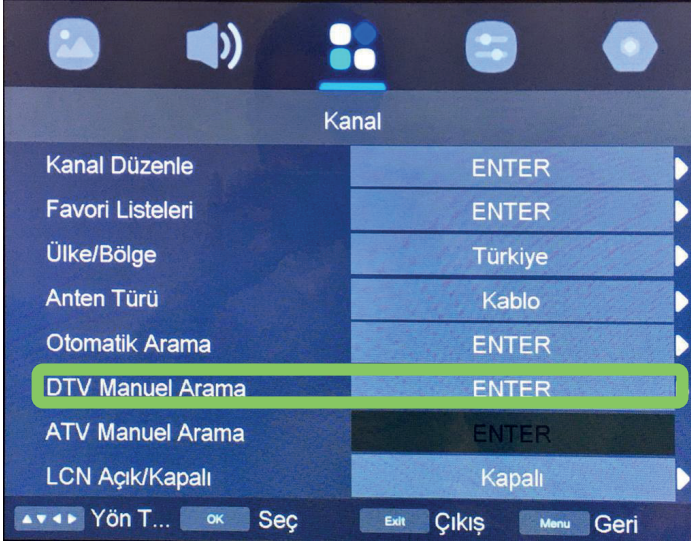 Kanal
Kanal Düzenle ENTER
Favori Listeleri ENTER
Ülke/Bölge Türkiye
Anten Türü Kablo
Otomatik Arama ENTER
DTV Manuel Arama ENTER
ATV Manuel Arama ENTER
LCN Açık/Kapalı Kapalı
Yön T... OK Seç Exit Çıkış Menu Geri